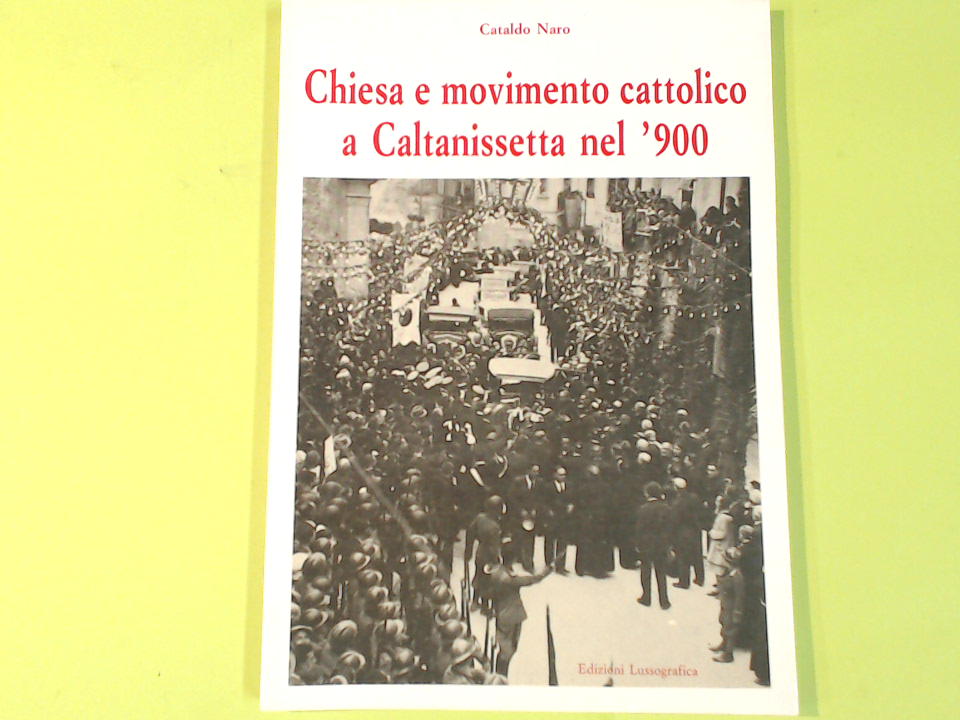 Cataldo Naro
Chiesa e movimento cattolico
a Caltanissetta nel ’900
Edizioni Lussografica